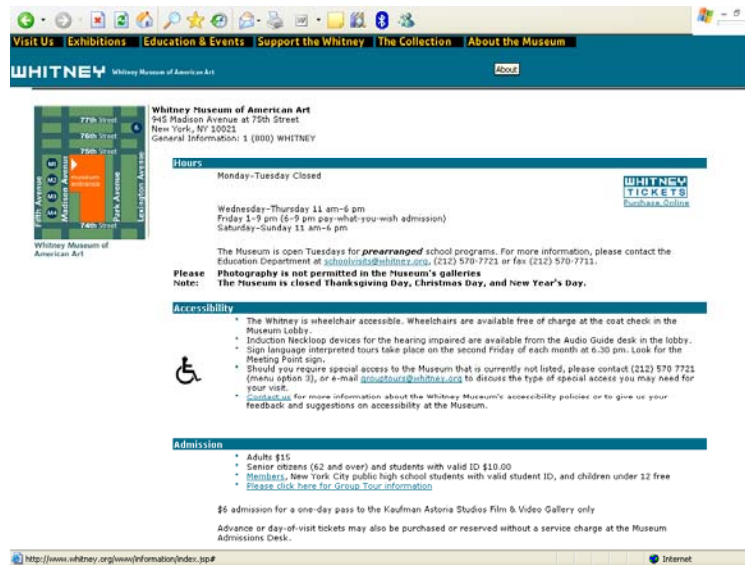 Visit Us Exhibitions Education & Events Support the Whitney The Collection About the Museum
WHITNEY Whitney Museum of American Art
About
77th Street
76th Street
75th Street
74th Street
Fifth Avenue
Madison Avenue
Park Avenue
Lexington Avenue
M1
M2
M3
M4
6
museum
entrance
Whitney Museum of
American Art
Whitney Museum of American Art
945 Madison Avenue at 75th Street
New York, NY 10021
General Information: 1 (800) WHITNEY
Hours
Monday-Tuesday Closed
Wednesday-Thursday 11 am-6 pm
Friday 1-9 pm (6-9 pm pay-what-you-wish admission)
Saturday-Sunday 11 am-6 pm
WHITNEY
TICKETS
Purchase Online
The Museum is open Tuesdays for prearranged school programs. For more information, please contact the
Education Department at schoolvisits@whitney.org, (212) 570-7721 or fax (212) 570-7711.
Please Photography is not permitted in the Museum's galleries
Note: The Museum is closed Thanksgiving Day, Christmas Day, and New Year's Day.
Accessibility
The Whitney is wheelchair accessible. Wheelchairs are available free of charge at the coat check in the
Museum Lobby.
Induction Neckloop devices for the hearing impaired are available from the Audio Guide desk in the lobby.
Sign language interpreted tours take place on the second Friday of each month at 6.30 pm. Look for the
Meeting Point sign.
Should you require special access to the Museum that is currently not listed, please contact (212) 570 7721
(menu option 3), or e-mail grouptours@whitney.org to discuss the type of special access you may need for
your visit.
Contact us for more information about the Whitney Museum's accessibility policies or to give us your
feedback and suggestions on accessibility at the Museum.
Admission
Adults $15
Senior citizens (62 and over) and students with valid ID $10.00
Members, New York City public high school students with valid student ID, and children under 12 free
Please click here for Group Tour information
$6 admission for a one-day pass to the Kaufman Astoria Studios Film & Video Gallery only
Advance or day-of-visit tickets may also be purchased or reserved without a service charge at the Museum
Admissions Desk.
http://www.whitney.org/www/information/index.jsp# Internet